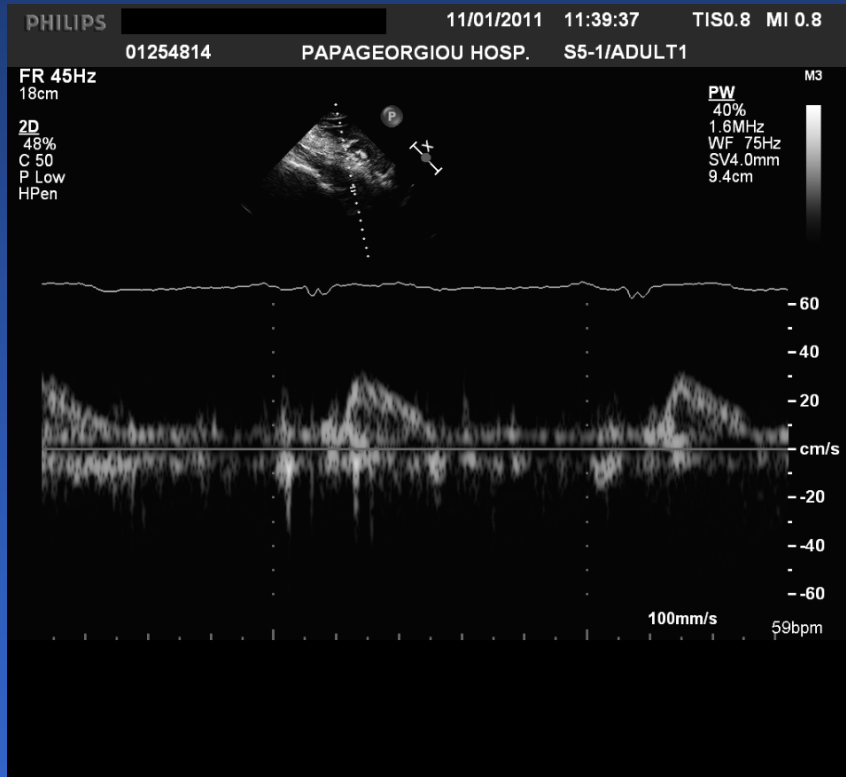 PHILIPS 11/01/2011 11:39:37 TIS0.8 MI 0.8
01254814 PAPAGEORGIOU HOSP. S5-1/ADULT1
FR 45Hz
18cm
2D
48%
C 50
P Low
HPen
P
X
M3
PW
40%
1.6MHz
WF 75Hz
SV4.0mm
9.4cm
60
40
20
cm/s
-20
-40
-60
100mm/s
59bpm